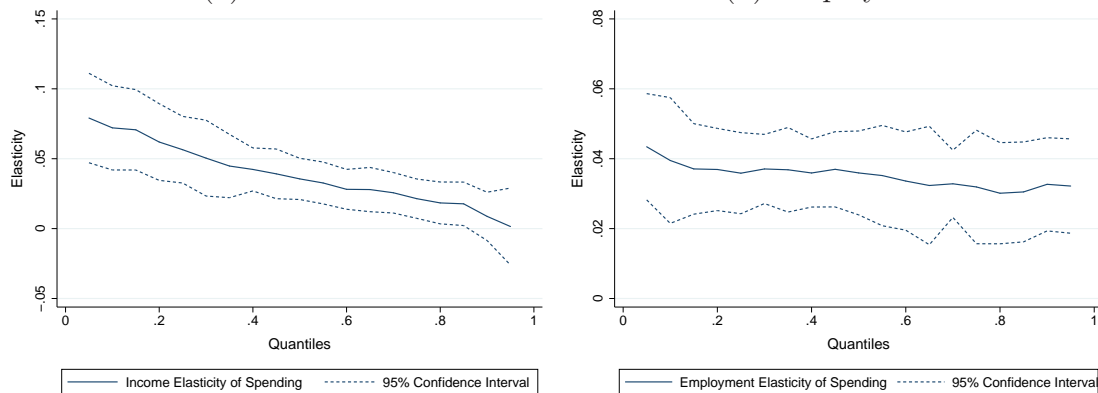 .15
.1
.05
0
-.05
Elasticity
0 .2 .4 .6 .8 1
Quantiles
Income Elasticity of Spending 95% Confidence Interval
.08
.06
.04
.02
0
Elasticity
0 .2 .4 .6 .8 1
Quantiles
Employment Elasticity of Spending 95% Confidence Interval